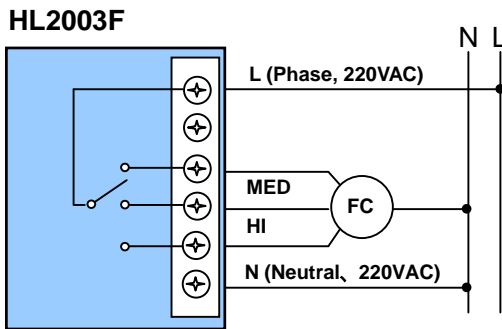 HL2003F
N L
L (Phase, 220VAC)
MED
FC
HI
N (Neutral、220VAC)